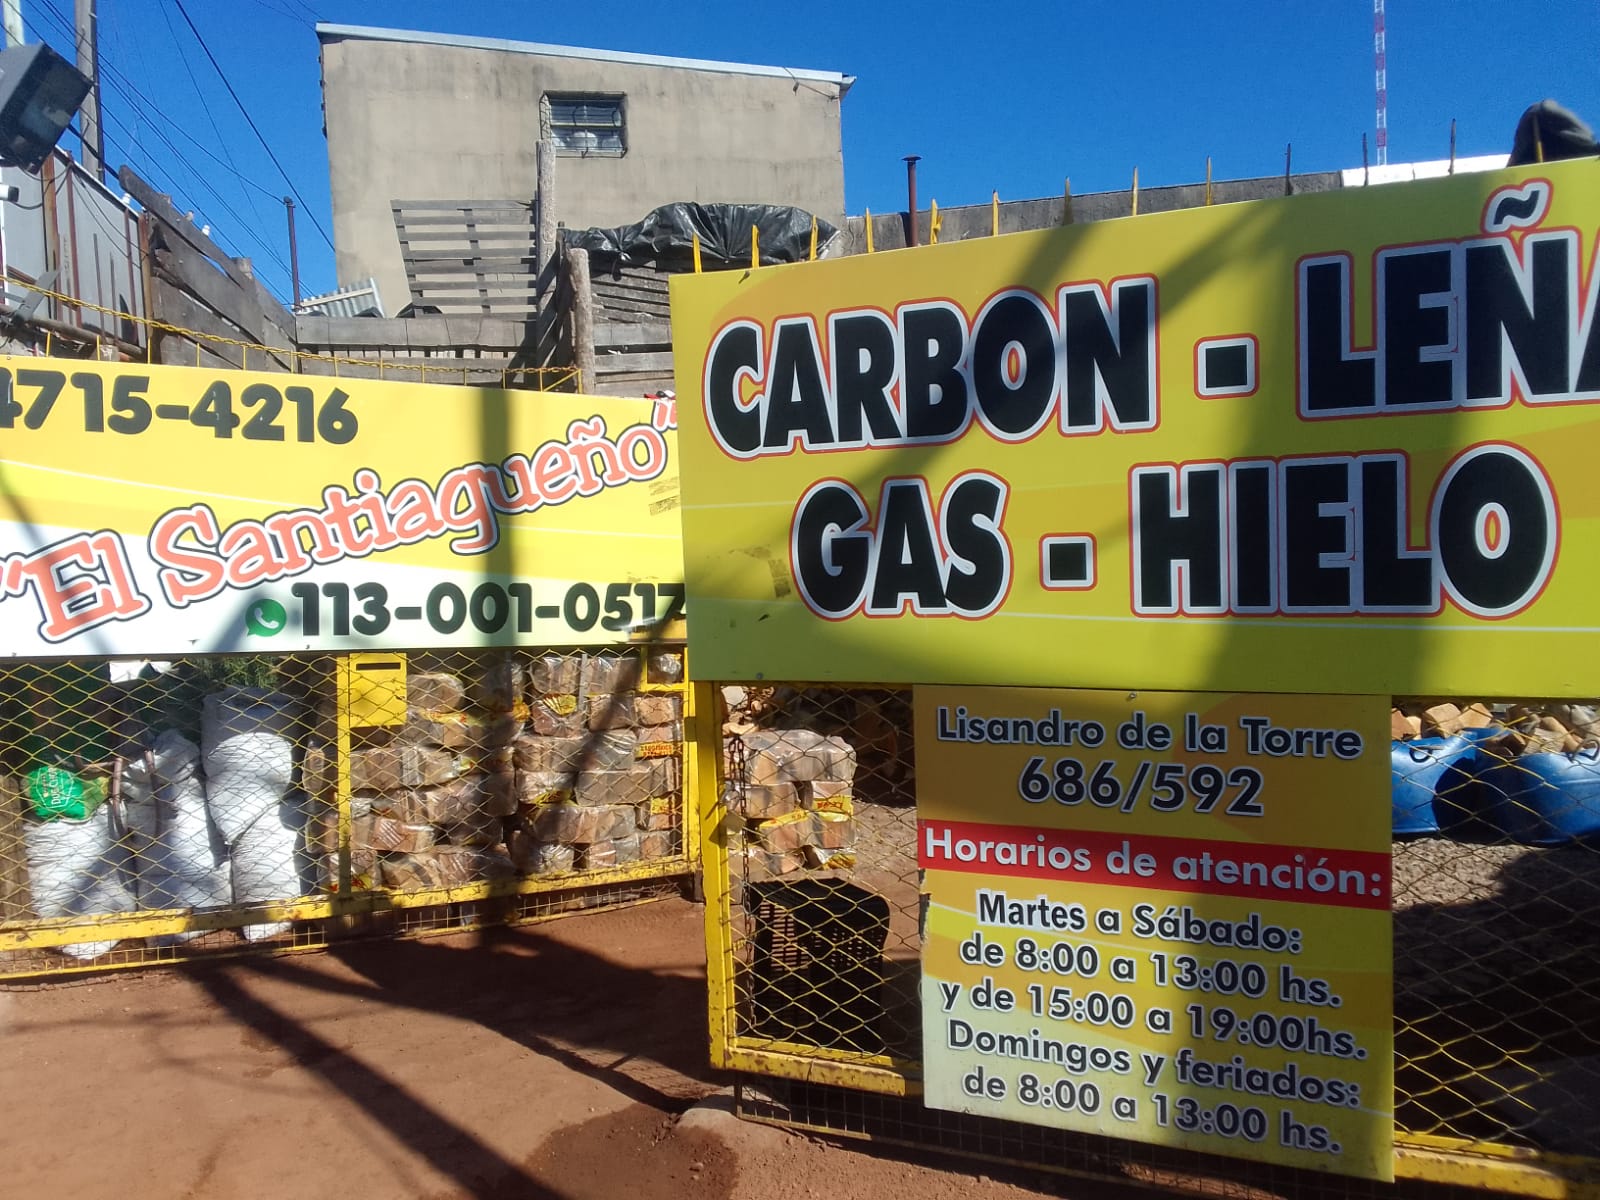 4715-4216
"El Santiagueño"
113-001-0517
CARBON - LEÑA
GAS - HIELO
Lisandro de la Torre
686/592
Horarios de atención:
Martes a Sábado:
de 8:00 a 13:00 hs.
y de 15:00 a 19:00hs.
Domingos y feriados:
de 8:00 a 13:00 hs.